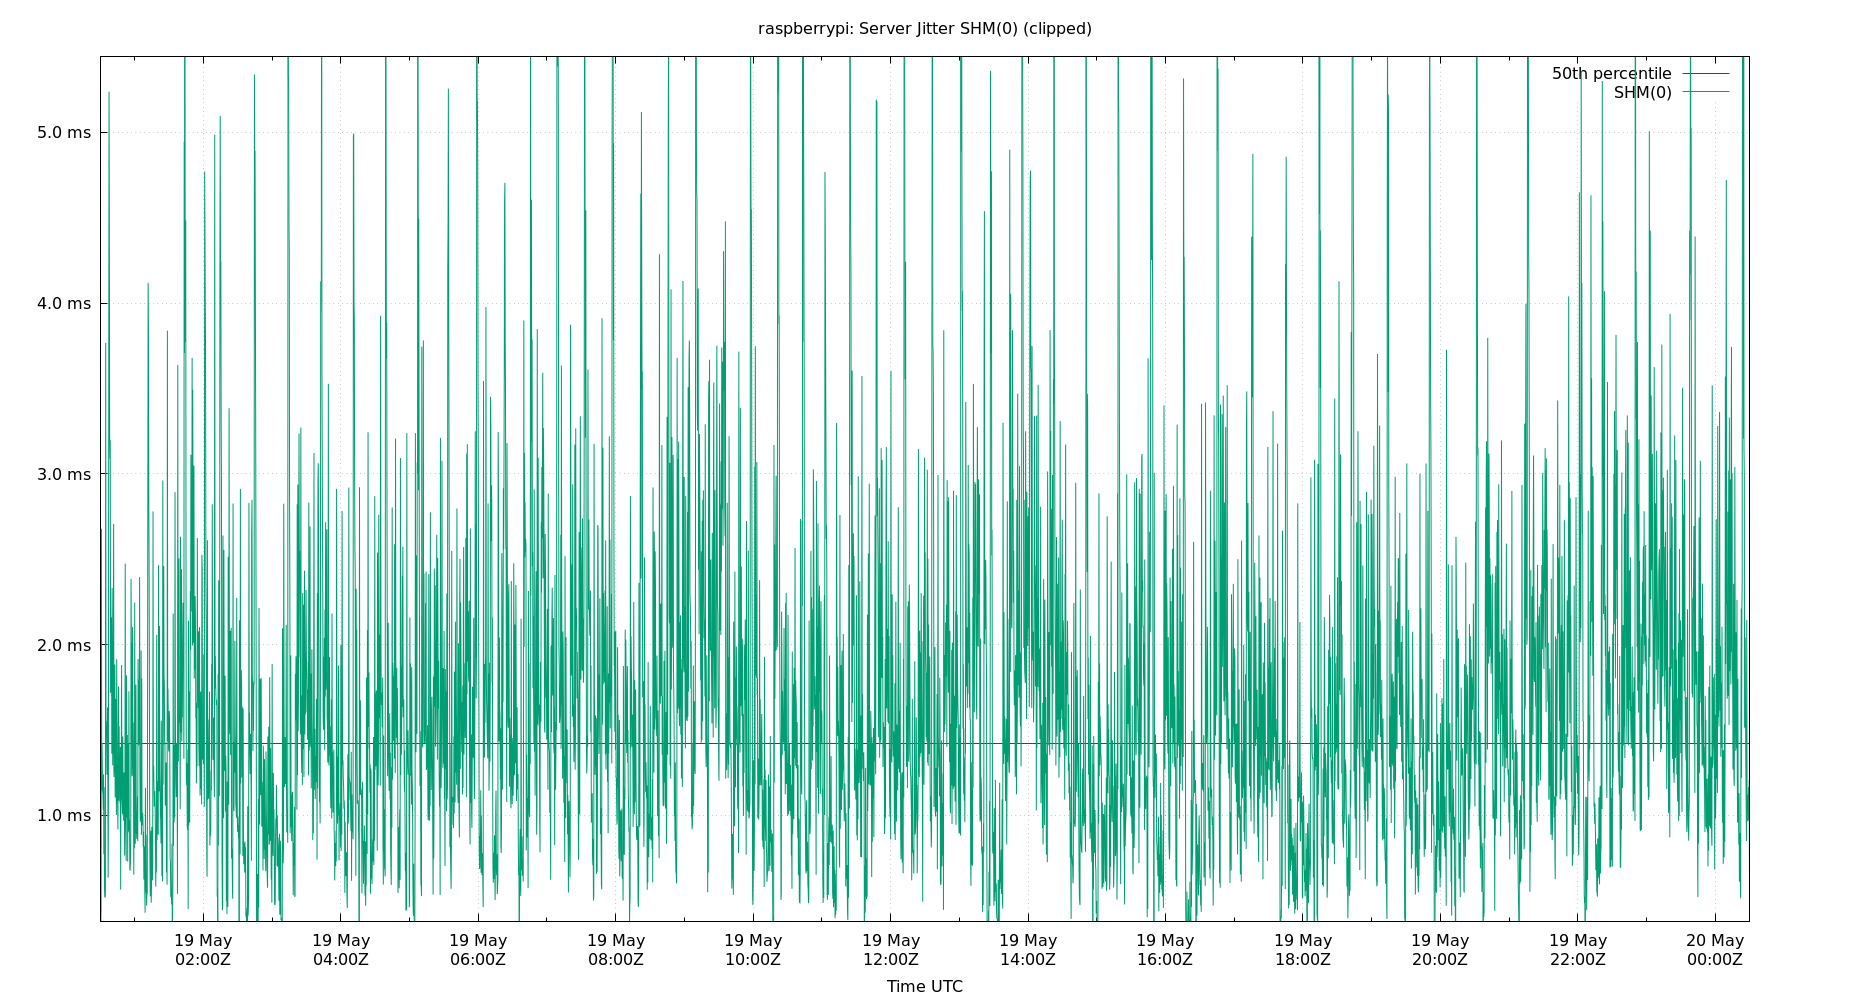 raspberrypi: Server Jitter SHM(0) (clipped)
50th percentile
SHM(0)
5.0 ms
4.0 ms
3.0 ms
2.0 ms
1.0 ms
19 May 19 May 19 May 19 May 19 May 19 May 19 May 19 May 19 May 19 May 19 May 20 May
02:00Z 04:00Z 06:00Z 08:00Z 10:00Z 12:00Z 14:00Z 16:00Z 18:00Z 20:00Z 22:00Z 00:00Z
Time UTC